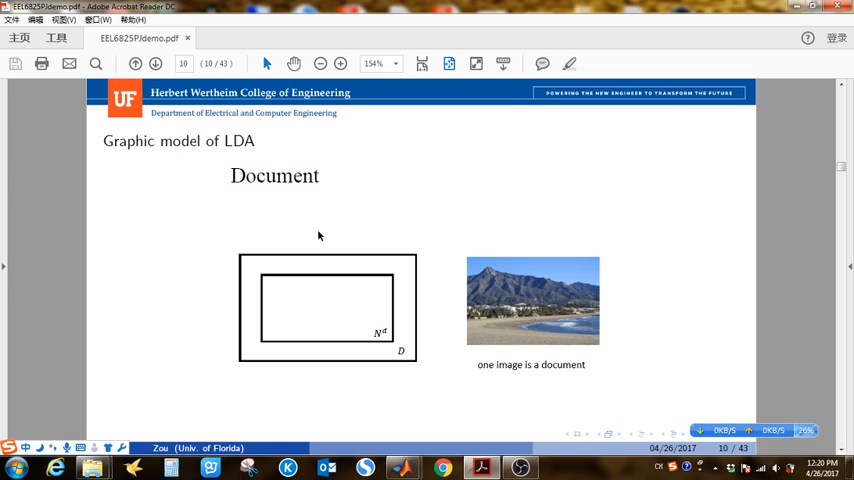 EEL6825PJdemo.pdf - Adobe Acrobat Reader DC
文件 编辑 视图(V) 窗口(W) 帮助(H)
主页 工具 EEL6825PJdemo.pdf × 登录
10 (10 / 43) 154%
UF Herbert Wertheim College of Engineering POWERING THE NEW ENGINEER TO TRANSFORM THE FUTURE
Department of Electrical and Computer Engineering
Graphic model of LDA
Document
N^d
D
one image is a document
0KB/S 0KB/S 26%
Zou (Univ. of Florida) 04/26/2017 10 / 43
CH 12:20 PM
4/26/2017